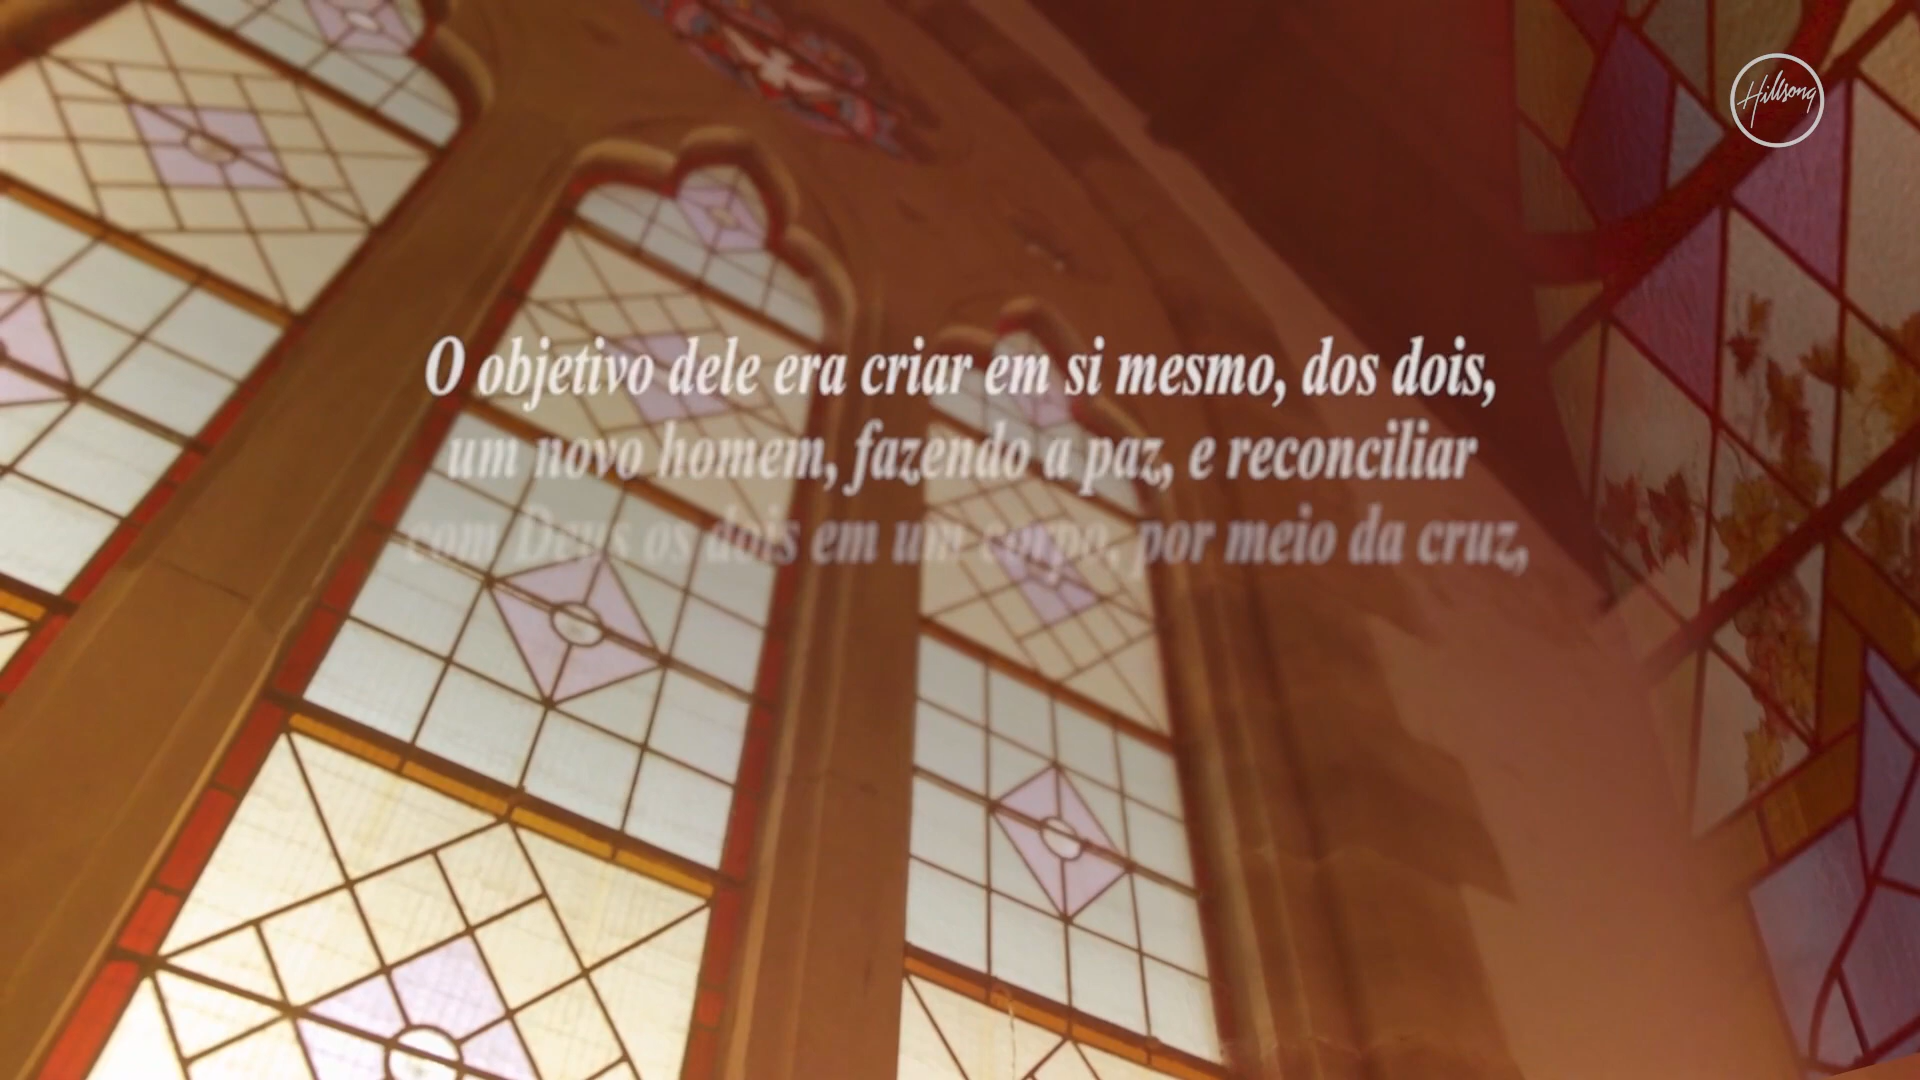 Hillsong
O objetivo dele era criar em si mesmo, dos dois,
um novo homem, fazendo a paz, e reconciliar
com Deus os dois em um corpo, por meio da cruz,